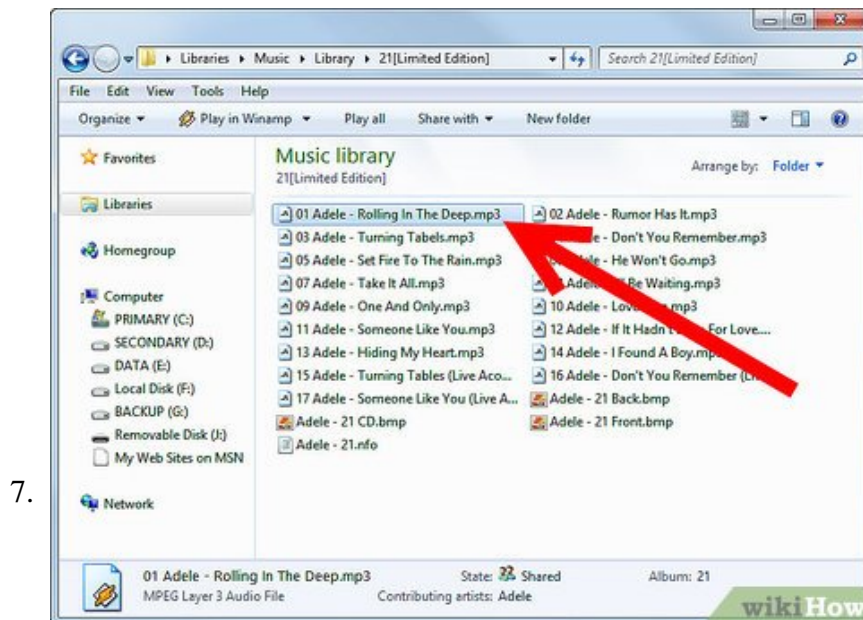 Libraries Music Library 21[Limited Edition] Search 21[Limited Edition]
File Edit View Tools Help
Organize Play in Winamp Play all Share with New folder
Favorites
Libraries
Homegroup
Computer
PRIMARY (C:)
SECONDARY (D:)
DATA (E:)
Local Disk (F:)
BACKUP (G:)
Removable Disk (J:)
My Web Sites on MSN
Network
Music library
21[Limited Edition]
Arrange by: Folder
01 Adele - Rolling In The Deep.mp3 02 Adele - Rumor Has It.mp3
03 Adele - Turning Tabels.mp3 - Don't You Remember.mp3
05 Adele - Set Fire To The Rain.mp3 Adele - He Won't Go.mp3
07 Adele - Take It All.mp3 Be Waiting.mp3
09 Adele - One And Only.mp3 10 Adele - .mp3
11 Adele - Someone Like You.mp3 12 Adele - If It Hadn't For Love....
13 Adele - Hiding My Heart.mp3 14 Adele - I Found A Boy.mp3
15 Adele - Turning Tables (Live Aco... 16 Adele - Don't You Remember
17 Adele - Someone Like You (Live A... Adele - 21 Back.bmp
Adele - 21 CD.bmp Adele - 21 Front.bmp
Adele - 21.nfo
7.
01 Adele - Rolling In The Deep.mp3 State: Shared Album: 21
MPEG Layer 3 Audio File Contributing artists: Adele
wikiHow